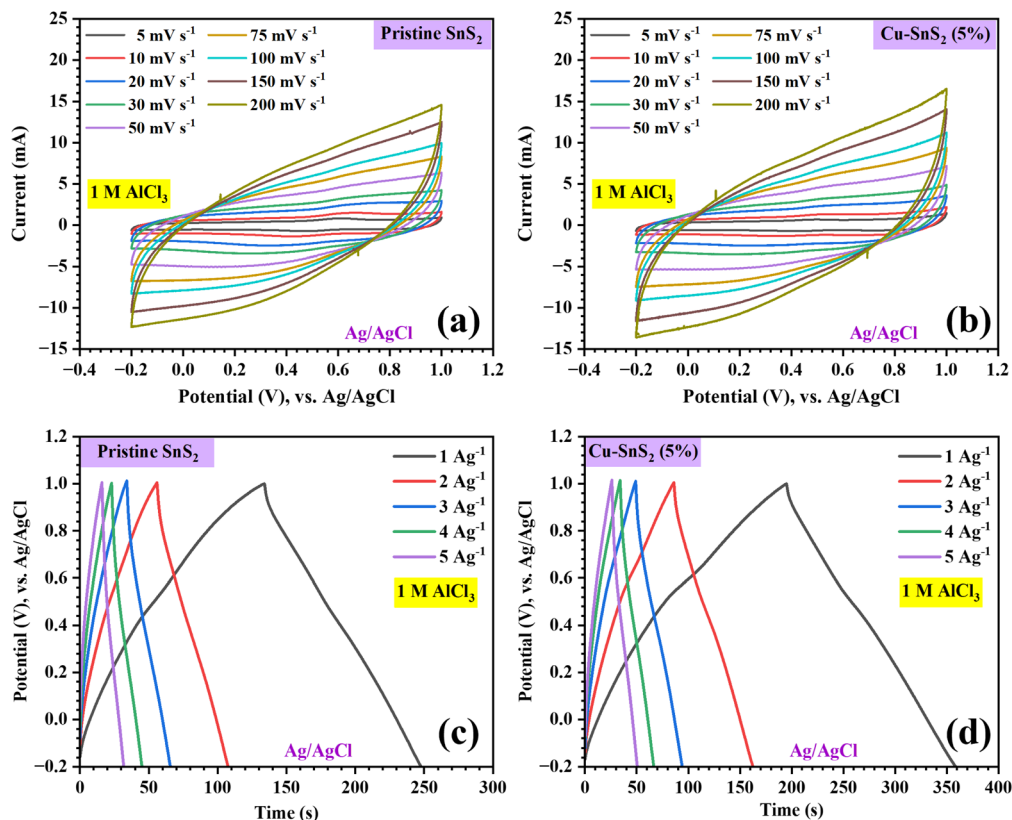 Pristine SnS₂
5 mV s⁻¹ 75 mV s⁻¹
10 mV s⁻¹ 100 mV s⁻¹
20 mV s⁻¹ 150 mV s⁻¹
30 mV s⁻¹ 200 mV s⁻¹
50 mV s⁻¹
1 M AlCl₃
Ag/AgCl
(a)
25
20
15
10
5
0
−5
−10
−15
Current (mA)
−0.4 −0.2 0.0 0.2 0.4 0.6 0.8 1.0 1.2
Potential (V), vs. Ag/AgCl
Cu-SnS₂ (5%)
5 mV s⁻¹ 75 mV s⁻¹
10 mV s⁻¹ 100 mV s⁻¹
20 mV s⁻¹ 150 mV s⁻¹
30 mV s⁻¹ 200 mV s⁻¹
50 mV s⁻¹
1 M AlCl₃
Ag/AgCl
(b)
25
20
15
10
5
0
−5
−10
−15
Current (mA)
−0.4 −0.2 0.0 0.2 0.4 0.6 0.8 1.0 1.2
Potential (V), vs. Ag/AgCl
Pristine SnS₂
1 Ag⁻¹
2 Ag⁻¹
3 Ag⁻¹
4 Ag⁻¹
5 Ag⁻¹
1 M AlCl₃
Ag/AgCl
(c)
1.2
1.0
0.8
0.6
0.4
0.2
0.0
−0.2
Potential (V), vs. Ag/AgCl
0 50 100 150 200 250 300
Time (s)
Cu-SnS₂ (5%)
1 Ag⁻¹
2 Ag⁻¹
3 Ag⁻¹
4 Ag⁻¹
5 Ag⁻¹
1 M AlCl₃
Ag/AgCl
(d)
1.2
1.0
0.8
0.6
0.4
0.2
0.0
−0.2
Potential (V), vs. Ag/AgCl
0 50 100 150 200 250 300 350 400
Time (s)